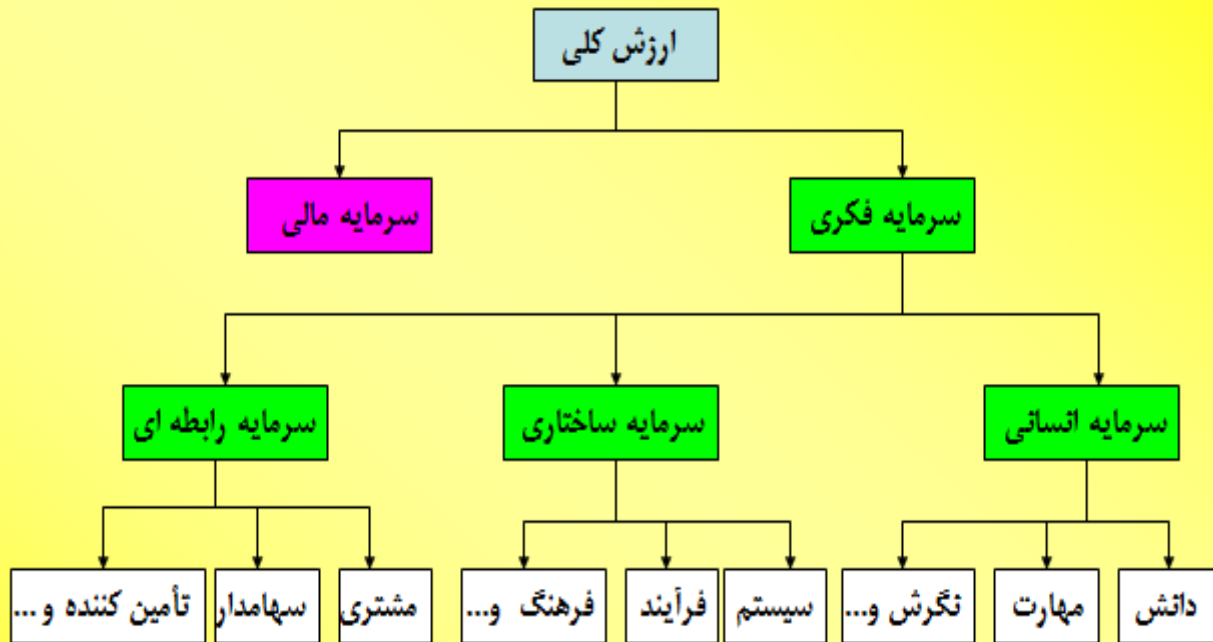 ارزش کلی
سرمایه فکری
سرمایه مالی
سرمایه انسانی
سرمایه ساختاری
سرمایه رابطه ای
دانش
مهارت
نگرش و...
سیستم
فرآیند
فرهنگ و...
مشتری
سهامدار
تأمین کننده و ...